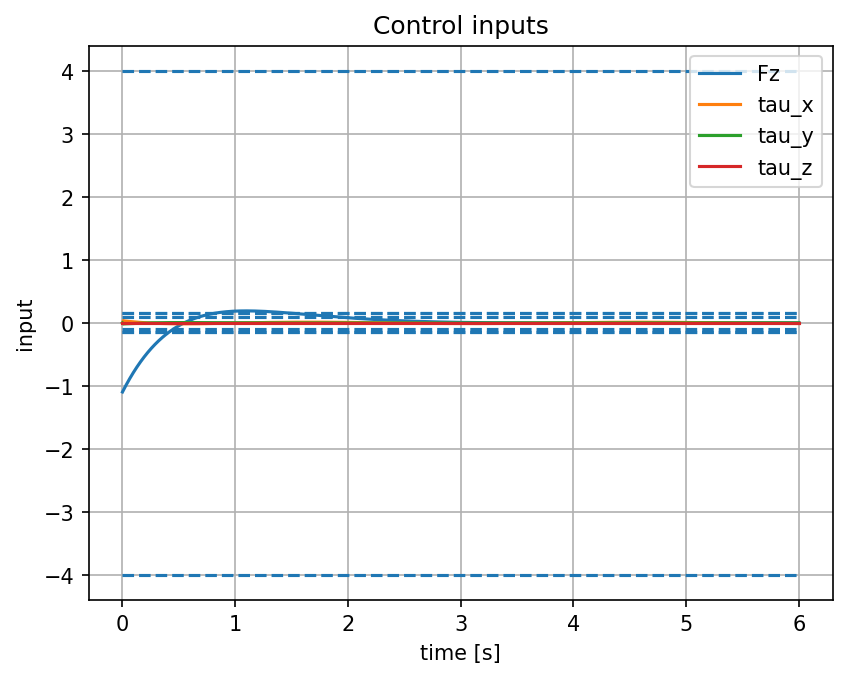 Control inputs
4
3
2
1
0
−1
−2
−3
−4
input
Fz
tau_x
tau_y
tau_z
0 1 2 3 4 5 6
time [s]